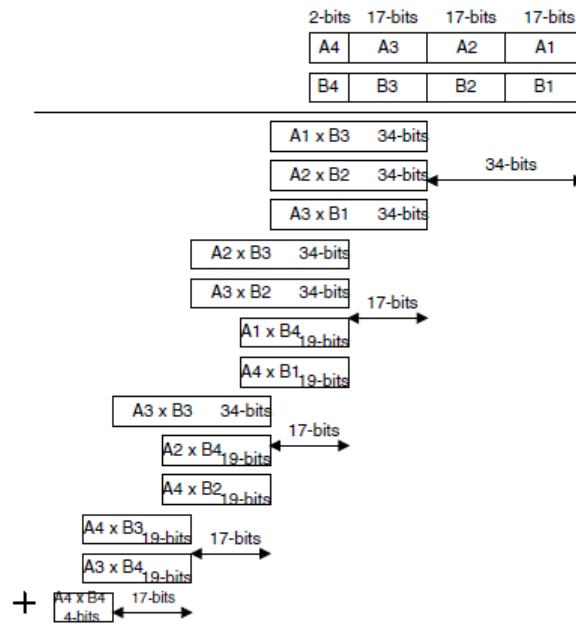 2-bits 17-bits 17-bits 17-bits
A4 A3 A2 A1
B4 B3 B2 B1
A1 x B3 34-bits
A2 x B2 34-bits
34-bits
A3 x B1 34-bits
A2 x B3 34-bits
A3 x B2 34-bits
17-bits
A1 x B4 19-bits
A4 x B1 19-bits
A3 x B3 34-bits
17-bits
A2 x B4 19-bits
A4 x B2 19-bits
A4 x B3 19-bits
17-bits
A3 x B4 19-bits
+ A4 x B4 17-bits
4-bits